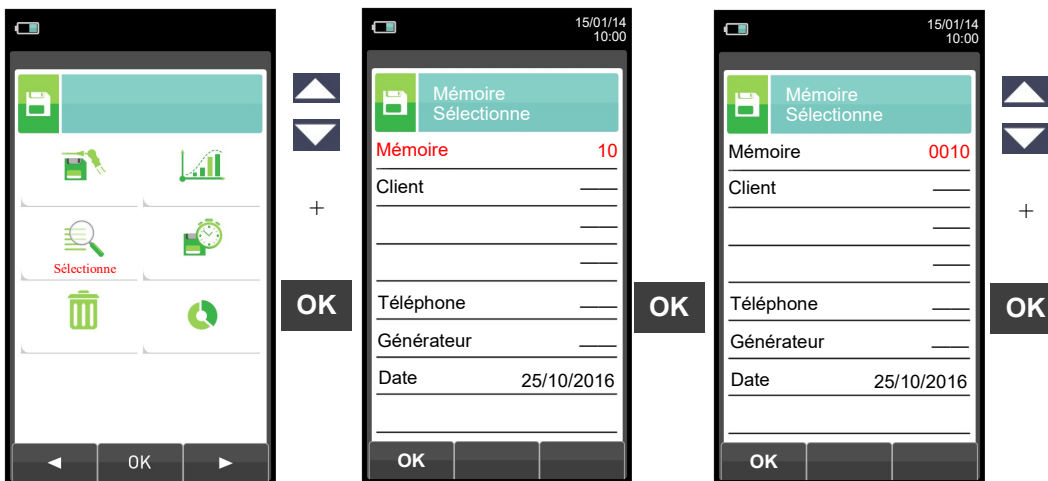 Sélectionne
◄ OK ►
+
OK
15/01/14
10:00
Mémoire
Sélectionne
Mémoire 10
Client ——
——
——
Téléphone ——
Générateur ——
Date 25/10/2016
OK
OK
15/01/14
10:00
Mémoire
Sélectionne
Mémoire 0010
Client ——
——
——
Téléphone ——
Générateur ——
Date 25/10/2016
OK
+
OK